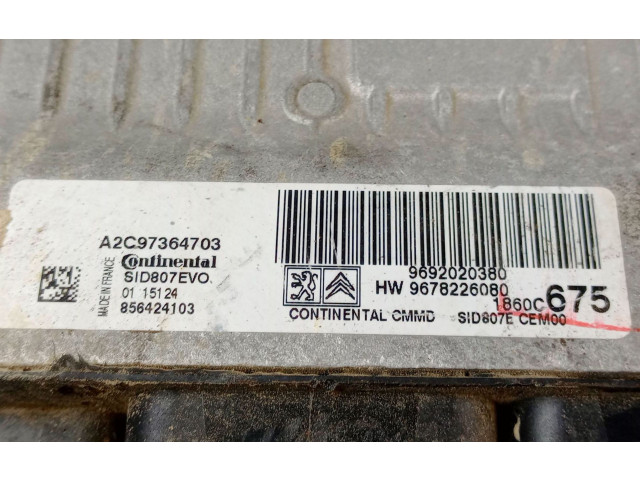 A2C97364703
MADE IN FRANCE
Continental
SID807EVO.
01 15124
856424103
9692020380
HW 9678226080
1860C 675
CONTINENTAL CMMD SID807E CEM00